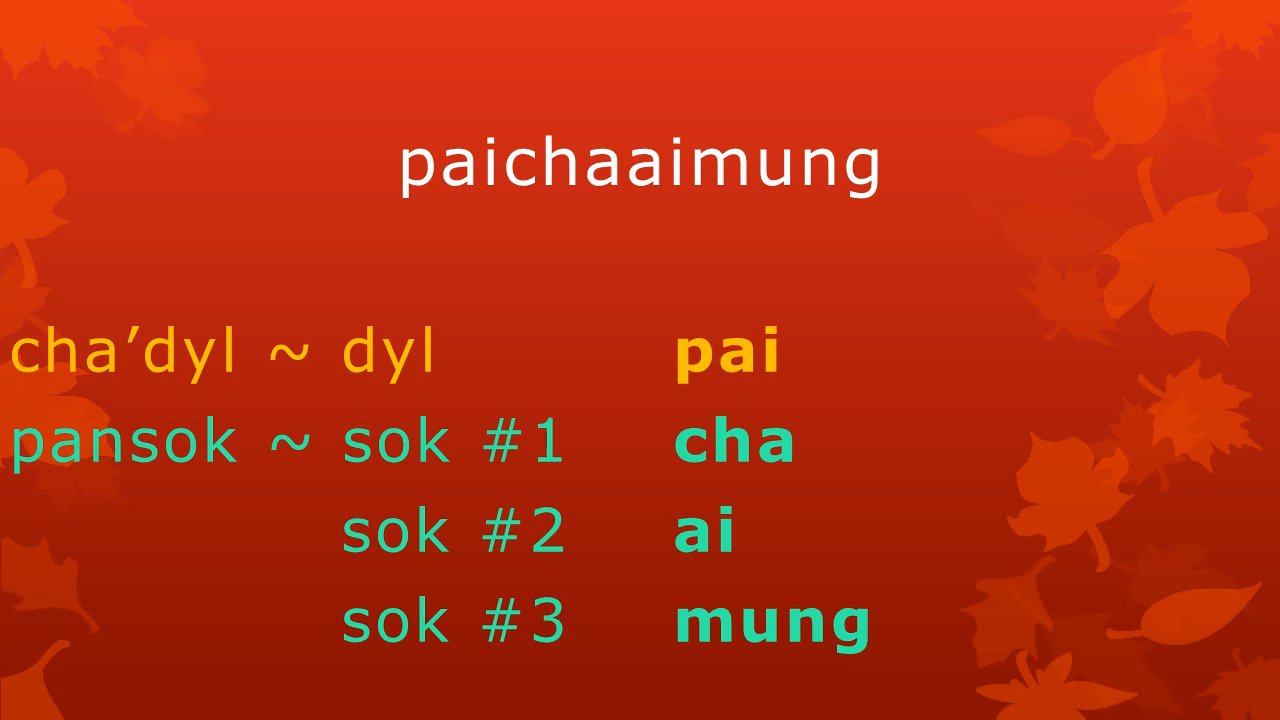 paichaaimung
cha’dyl ~ dyl pai
pansok ~ sok #1 cha
sok #2 ai
sok #3 mung